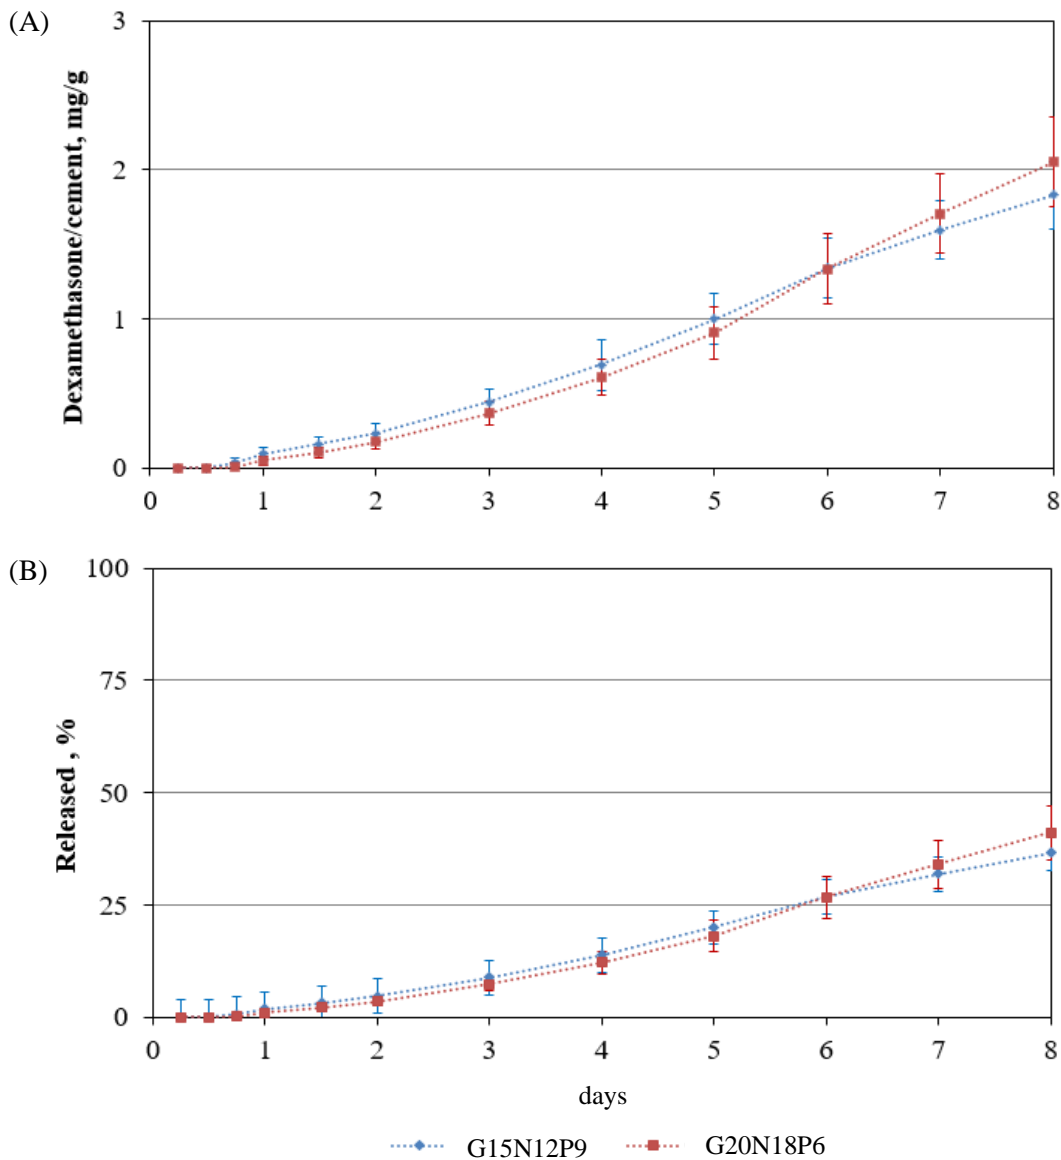 (A)
Dexamethasone/cement, mg/g
3
2
1
0
0 1 2 3 4 5 6 7 8
(B)
Released , %
100
75
50
25
0
0 1 2 3 4 5 6 7 8
days
G15N12P9 G20N18P6